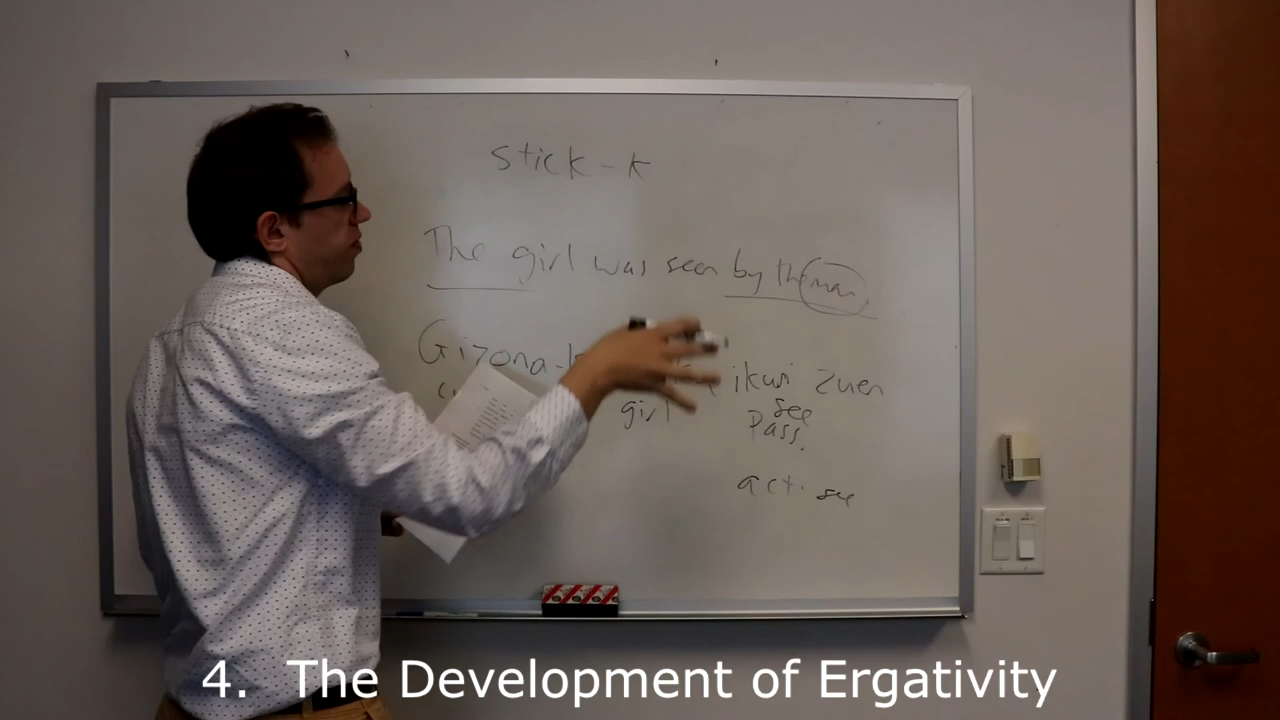 stick - k
The girl was seen by the man.
Gizona-k ikusi zuen
girl see
Pass.
act. see
4. The Development of Ergativity